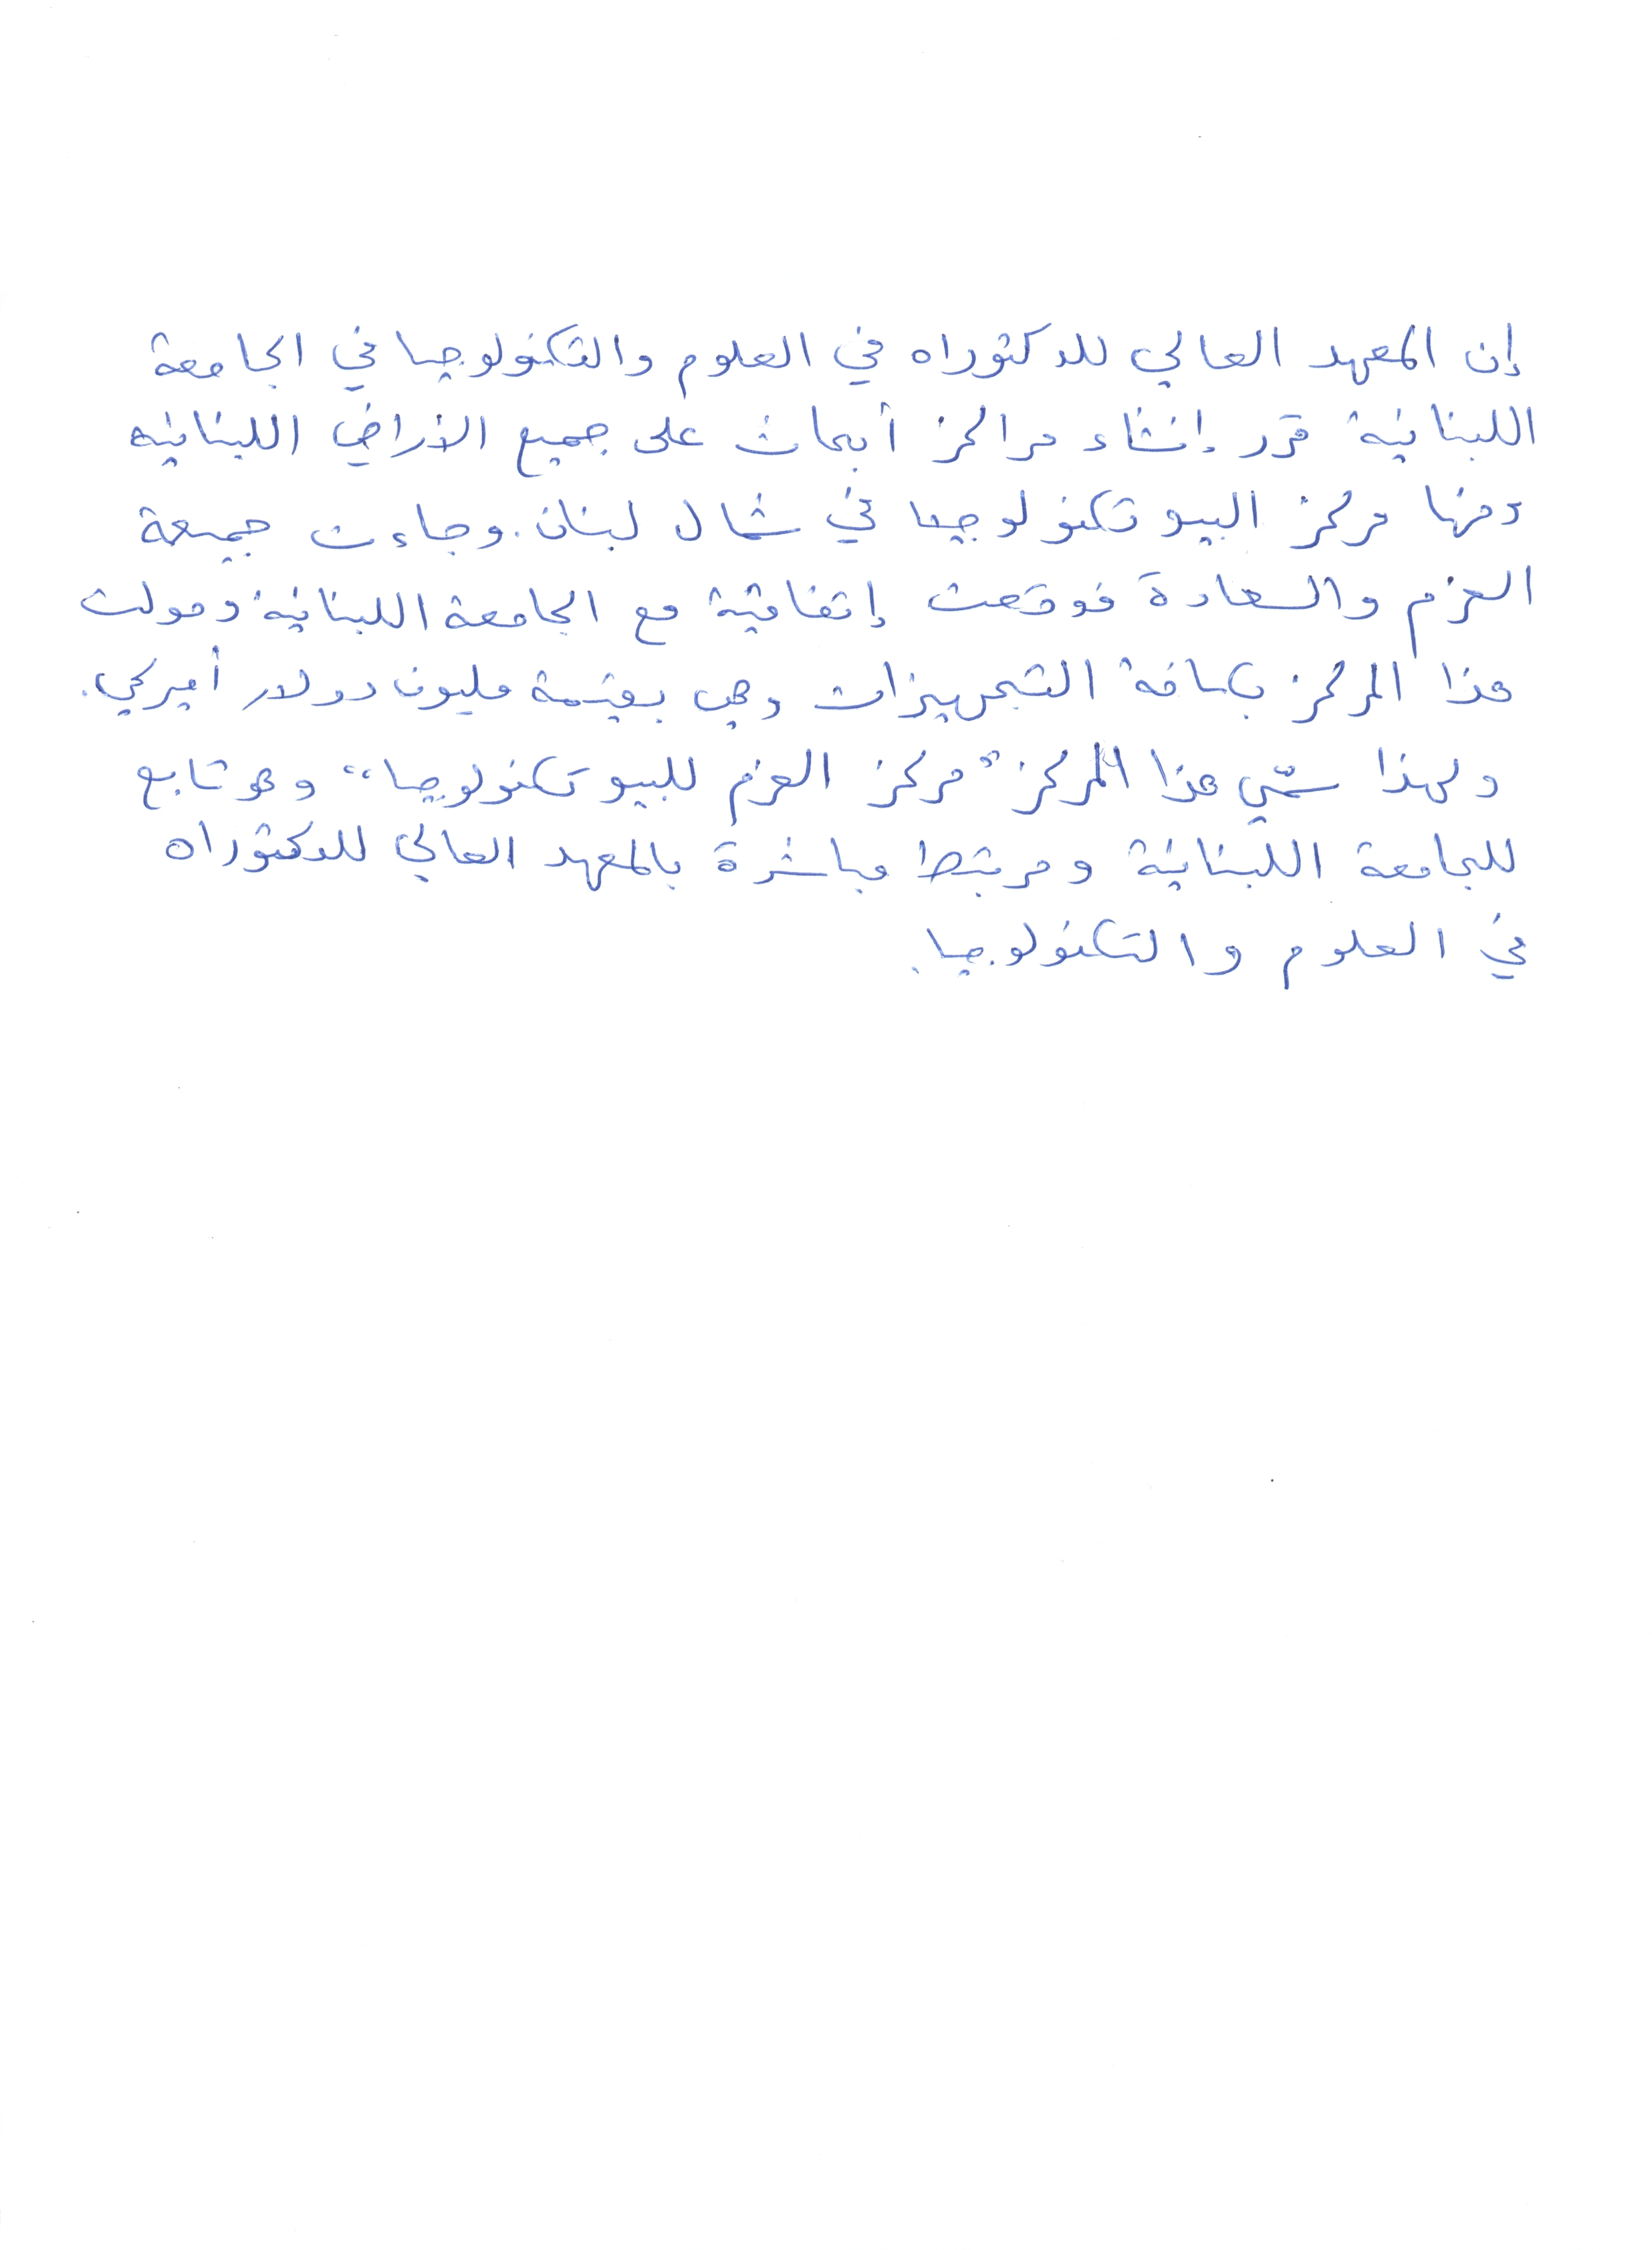 إن المعهد العالي للدكتوراه في العلوم والتكنولوجيا في الجامعة
اللبنانية قرر إنشاء مراكز أبحاث على جميع الأراضي اللبنانيه
ومنها مركز البيوتكنولوجيا في شمال لبنان. وجاءت جمعية
العزم والسعادة فوقعت إتفاقية مع الجامعة اللبنانية ومولت
هذا المركز بكافة التجهيزات وهي بقيمة مليون دولار أميركي.
ولهذا سمّي هذا المركز "مركز العزم للبيوتكنولوجيا" وهو تابع
للجامعة اللبنانية ومرتبط مباشرة بالمعهد العالي للدكتوراه
في العلوم والتكنولوجيا.